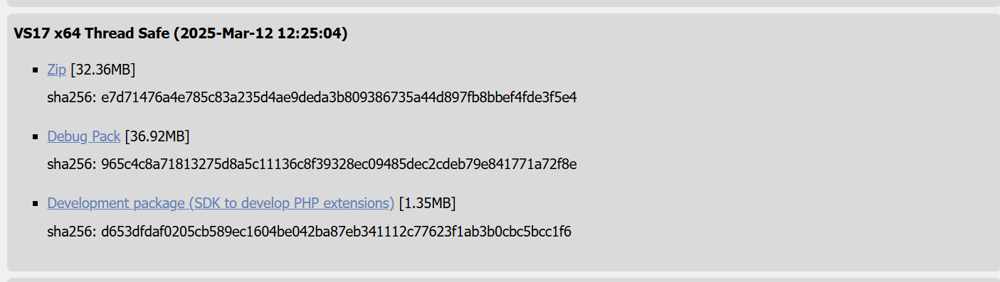 VS17 x64 Thread Safe (2025-Mar-12 12:25:04)
Zip [32.36MB]
sha256: e7d71476a4e785c83a235d4ae9deda3b809386735a44d897fb8bbef4fde3f5e4
Debug Pack [36.92MB]
sha256: 965c4c8a71813275d8a5c11136c8f39328ec09485dec2cdeb79e841771a72f8e
Development package (SDK to develop PHP extensions) [1.35MB]
sha256: d653dfdaf0205cb589ec1604be042ba87eb341112c77623f1ab3b0cbc5bcc1f6